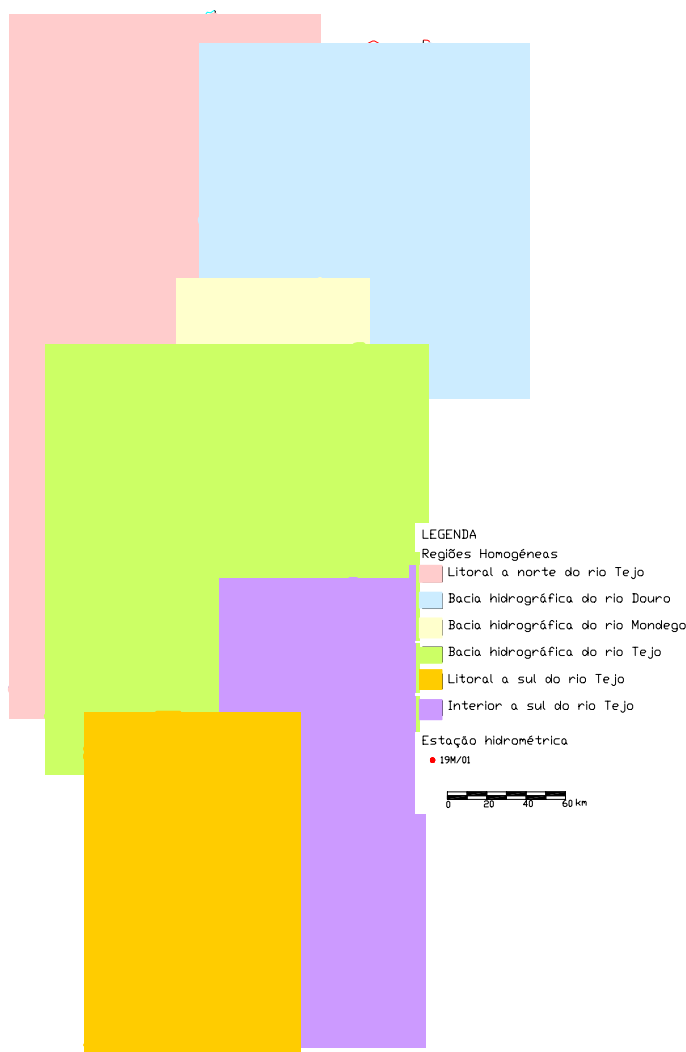 LEGENDA
Regiões Homogéneas
Litoral a norte do rio Tejo
Bacia hidrográfica do rio Douro
Bacia hidrográfica do rio Mondego
Bacia hidrográfica do rio Tejo
Litoral a sul do rio Tejo
Interior a sul do rio Tejo
Estação hidrométrica
19M/01
0 20 40 60 km